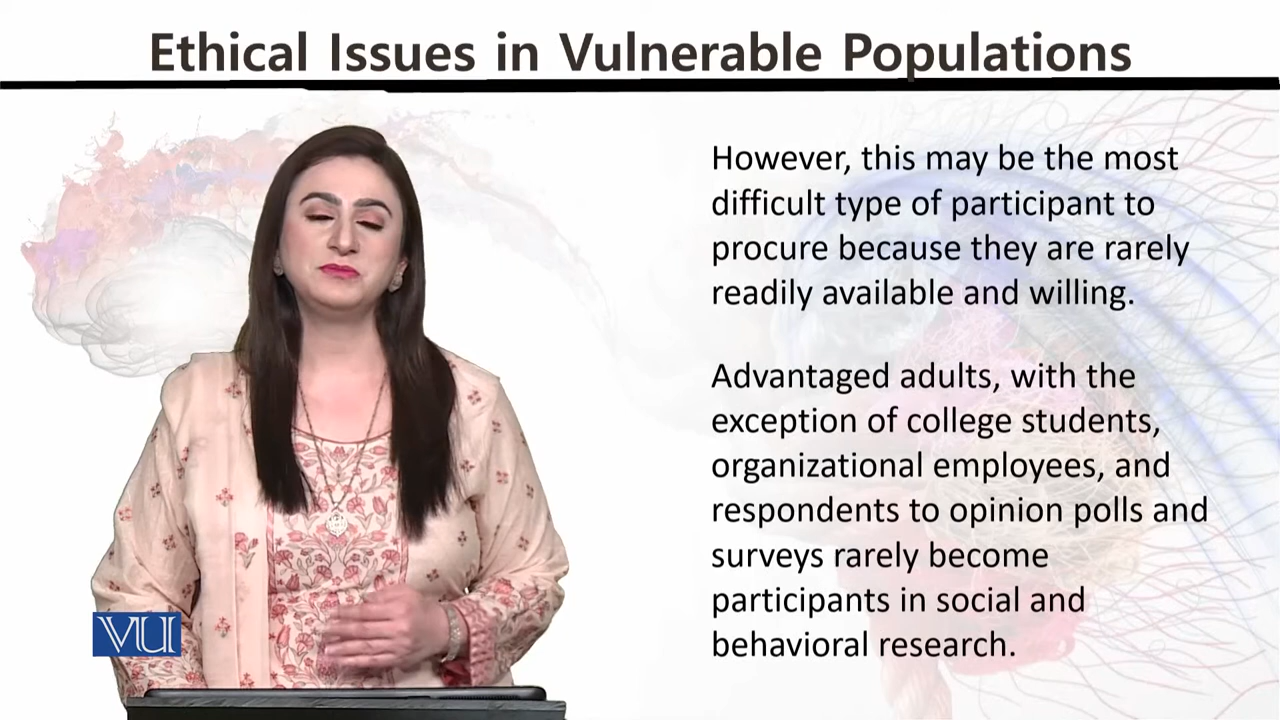 Ethical Issues in Vulnerable Populations
However, this may be the most
difficult type of participant to
procure because they are rarely
readily available and willing.
Advantaged adults, with the
exception of college students,
organizational employees, and
respondents to opinion polls and
surveys rarely become
participants in social and
behavioral research.
VU